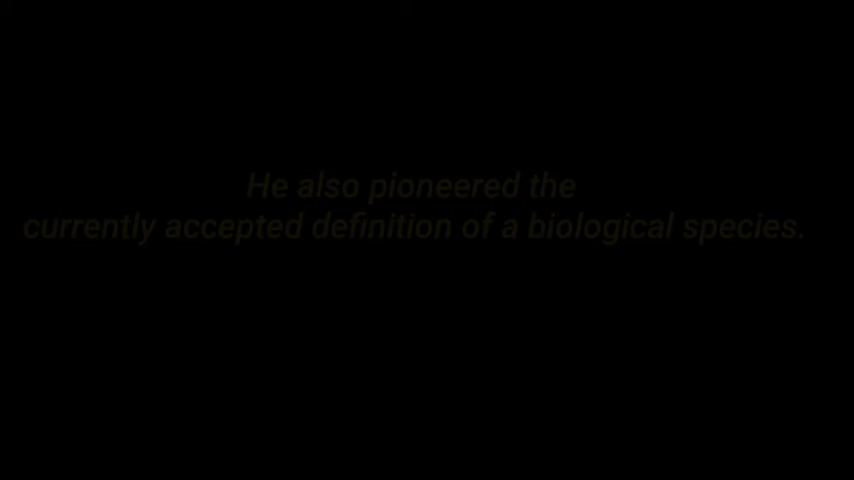 He also pioneered the
currently accepted definition of a biological species.